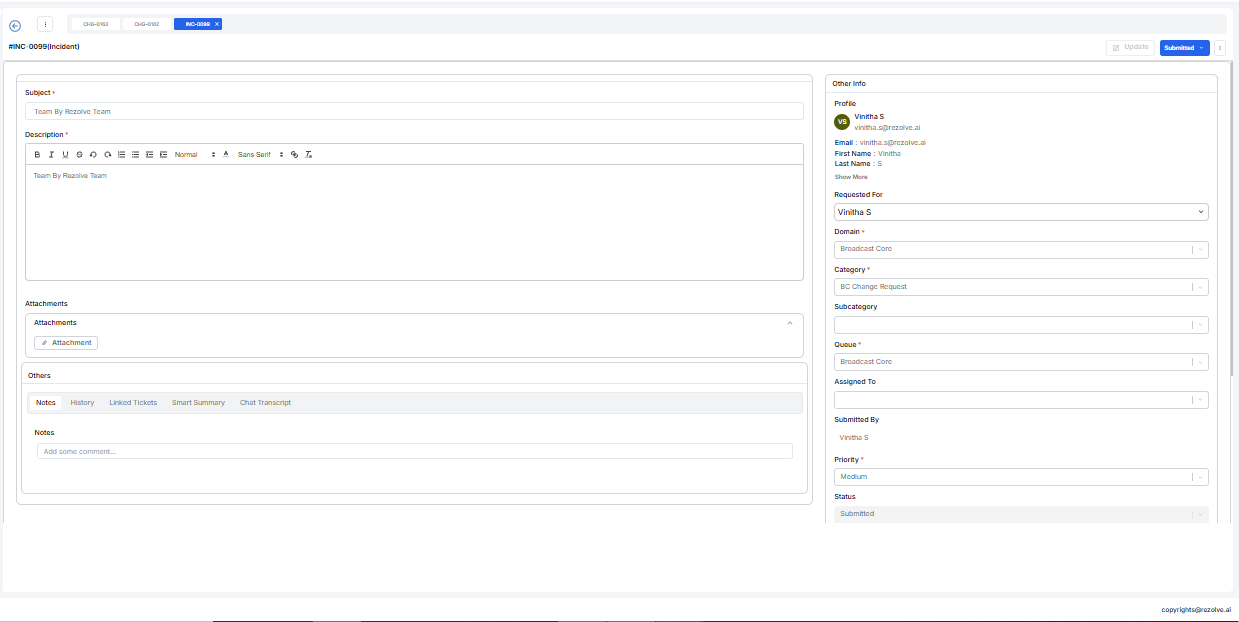 CHG-0163 CHG-0162 INC-0099 ×
#INC-0099(Incident)
Update Submitted
Subject *
Team By Rezolve Team
Description *
B I U S Normal A Sans Serif
Team By Rezolve Team
Attachments
Attachments
Attachment
Others
Notes History Linked Tickets Smart Summary Chat Transcript
Notes
Add some comment...
Other Info
Profile
VS Vinitha S
vinitha.s@rezolve.ai
Email : vinitha.s@rezolve.ai
First Name : Vinitha
Last Name : S
Show More
Requested For
Vinitha S
Domain *
Broadcast Core
Category *
BC Change Request
Subcategory
Queue *
Broadcast Core
Assigned To
Submitted By
Vinitha S
Priority *
Medium
Status
Submitted
copyrights@rezolve.ai